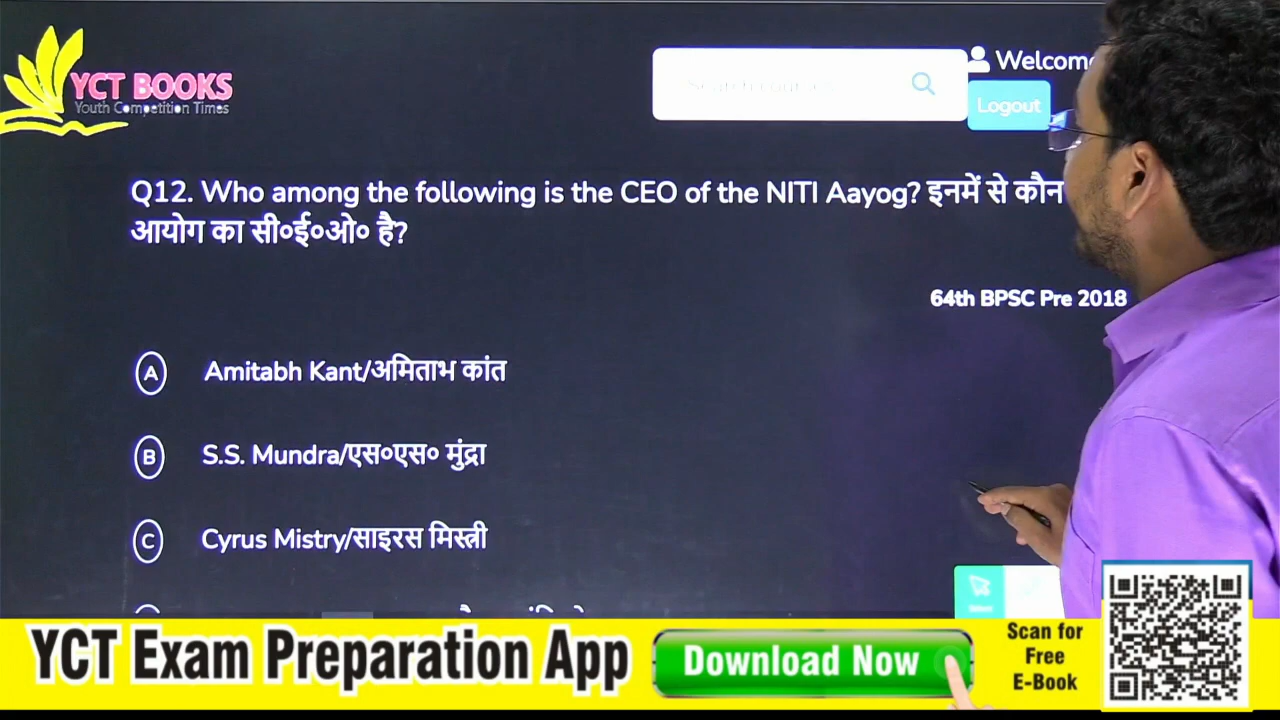 YCT BOOKS
Youth Competition Times
Welcome
Logout
Q12. Who among the following is the CEO of the NITI Aayog? इनमें से कौन
आयोग का सी०ई०ओ० है?
64th BPSC Pre 2018
A Amitabh Kant/अमिताभ कांत
B S.S. Mundra/एस०एस० मुंद्रा
C Cyrus Mistry/साइरस मिस्त्री
YCT Exam Preparation App
Download Now
Scan for
Free
E-Book